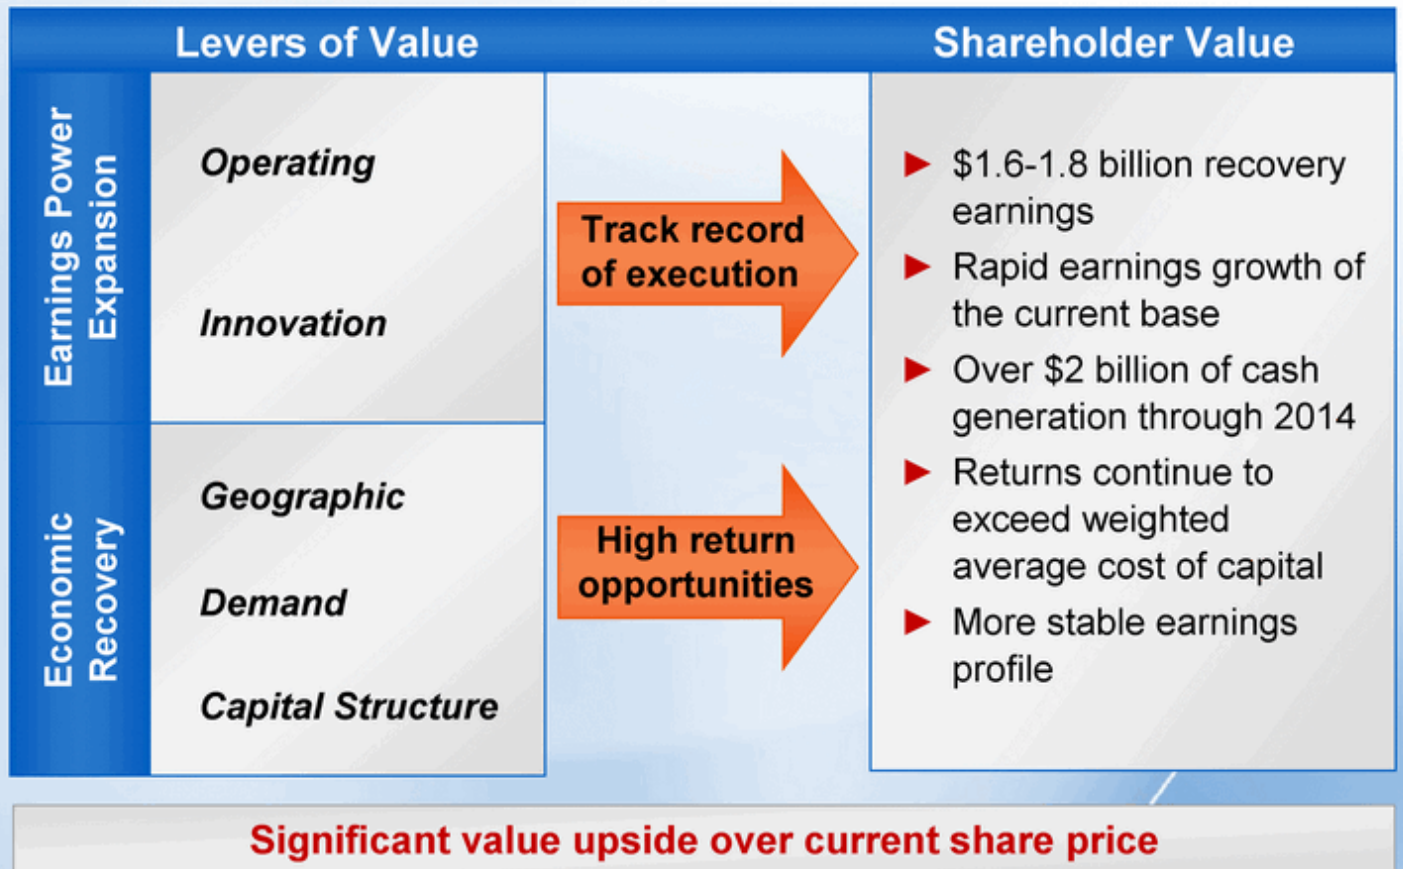 Levers of Value
Shareholder Value
Earnings Power
Expansion
Operating
Innovation
Economic
Recovery
Geographic
Demand
Capital Structure
Track record
of execution
High return
opportunities
► $1.6-1.8 billion recovery
earnings
► Rapid earnings growth of
the current base
► Over $2 billion of cash
generation through 2014
► Returns continue to
exceed weighted
average cost of capital
► More stable earnings
profile
Significant value upside over current share price